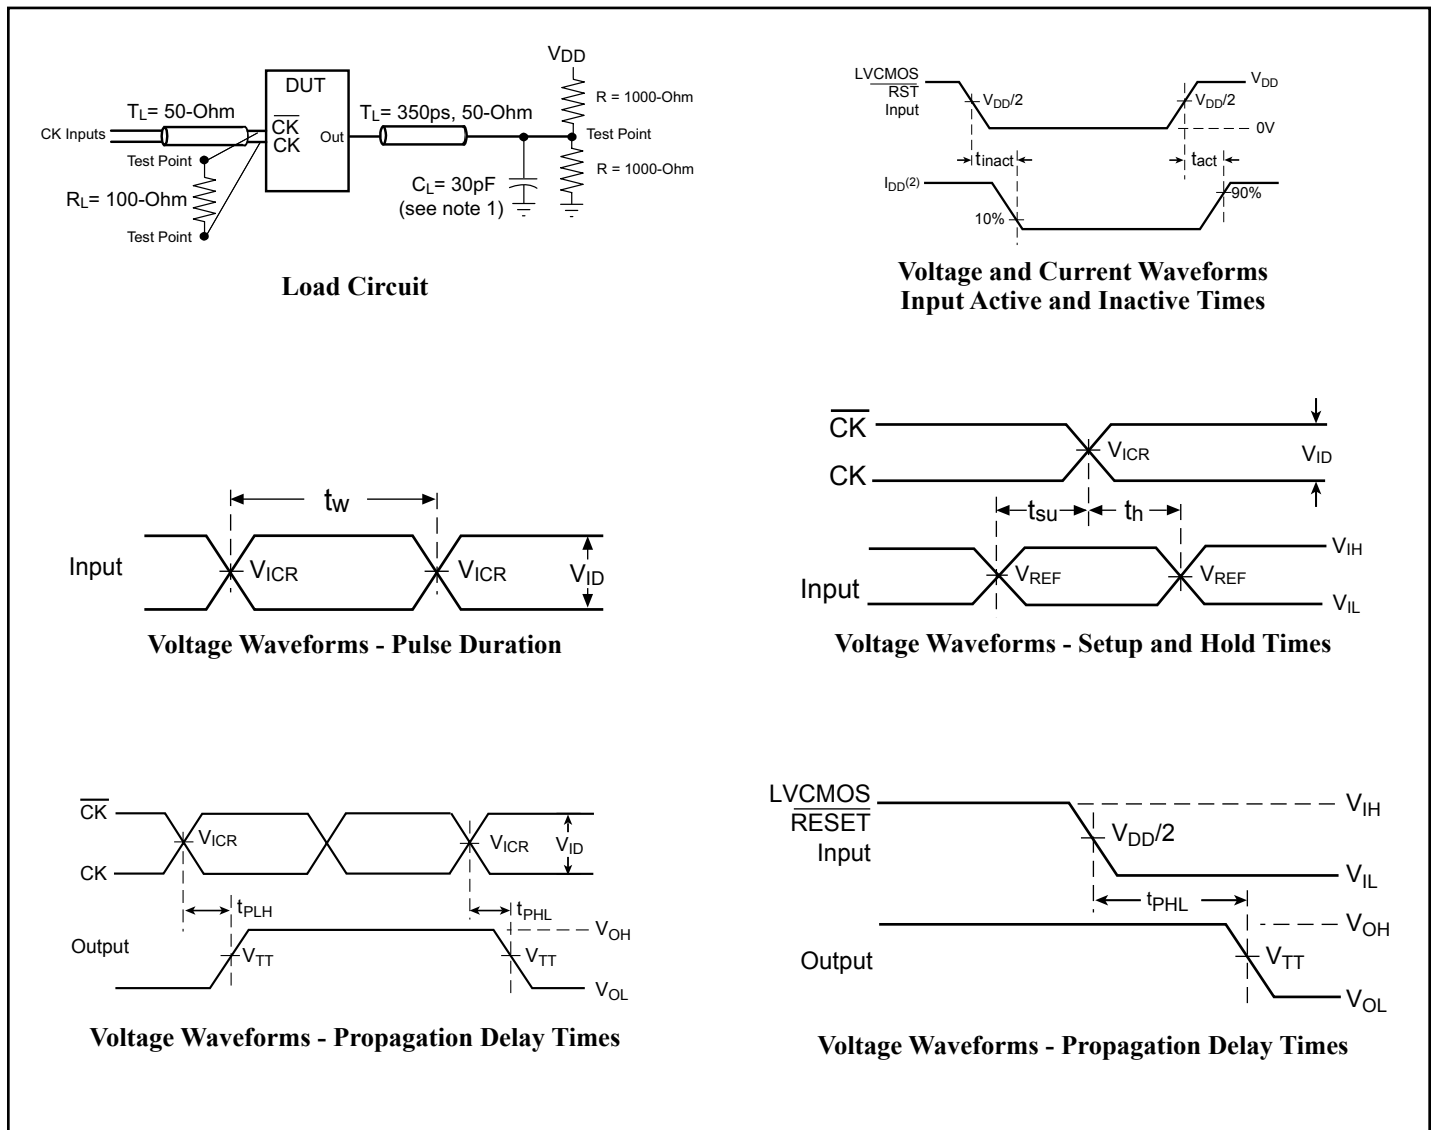 VDD
DUT
TL= 50-Ohm
TL= 350ps, 50-Ohm
R = 1000-Ohm
CK Inputs
CK
CK
Out
Test Point
Test Point
R = 1000-Ohm
RL= 100-Ohm
CL= 30pF
(see note 1)
Test Point
Load Circuit
LVCMOS
RST
Input
VDD/2
VDD/2
VDD
0V
tinact
tact
IDD(2)
10%
90%
Voltage and Current Waveforms
Input Active and Inactive Times
tw
Input
VICR
VICR
VID
Voltage Waveforms - Pulse Duration
CK
CK
VICR
VID
tsu
th
Input
VREF
VREF
VIH
VIL
Voltage Waveforms - Setup and Hold Times
CK
CK
VICR
VICR
VID
tPLH
tPHL
Output
VTT
VTT
VOH
VOL
Voltage Waveforms - Propagation Delay Times
LVCMOS
RESET
Input
VDD/2
VIH
VIL
tPHL
Output
VTT
VOH
VOL
Voltage Waveforms - Propagation Delay Times